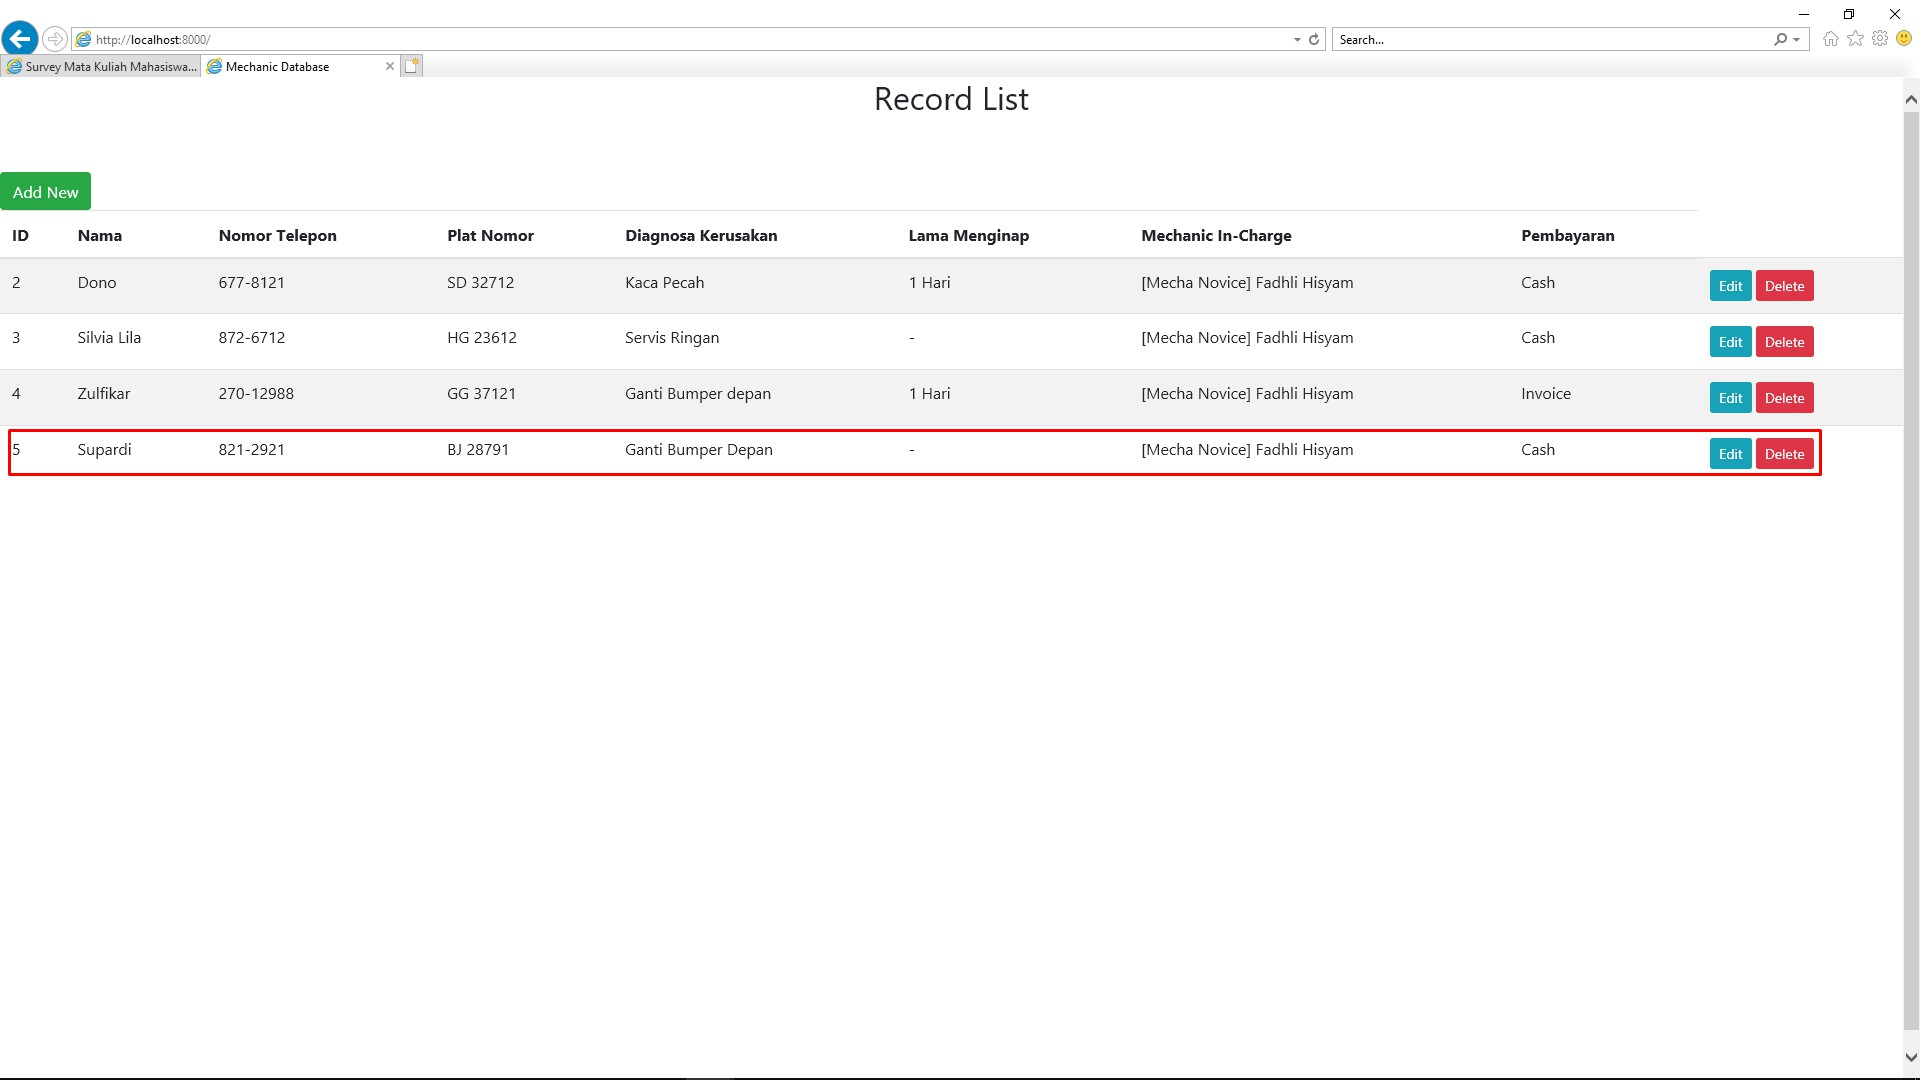 http://localhost:8000/
Search...
Survey Mata Kuliah Mahasiswa...
Mechanic Database
Record List
Add New
ID Nama Nomor Telepon Plat Nomor Diagnosa Kerusakan Lama Menginap Mechanic In-Charge Pembayaran
2 Dono 677-8121 SD 32712 Kaca Pecah 1 Hari [Mecha Novice] Fadhli Hisyam Cash Edit Delete
3 Silvia Lila 872-6712 HG 23612 Servis Ringan - [Mecha Novice] Fadhli Hisyam Cash Edit Delete
4 Zulfikar 270-12988 GG 37121 Ganti Bumper depan 1 Hari [Mecha Novice] Fadhli Hisyam Invoice Edit Delete
5 Supardi 821-2921 BJ 28791 Ganti Bumper Depan - [Mecha Novice] Fadhli Hisyam Cash Edit Delete